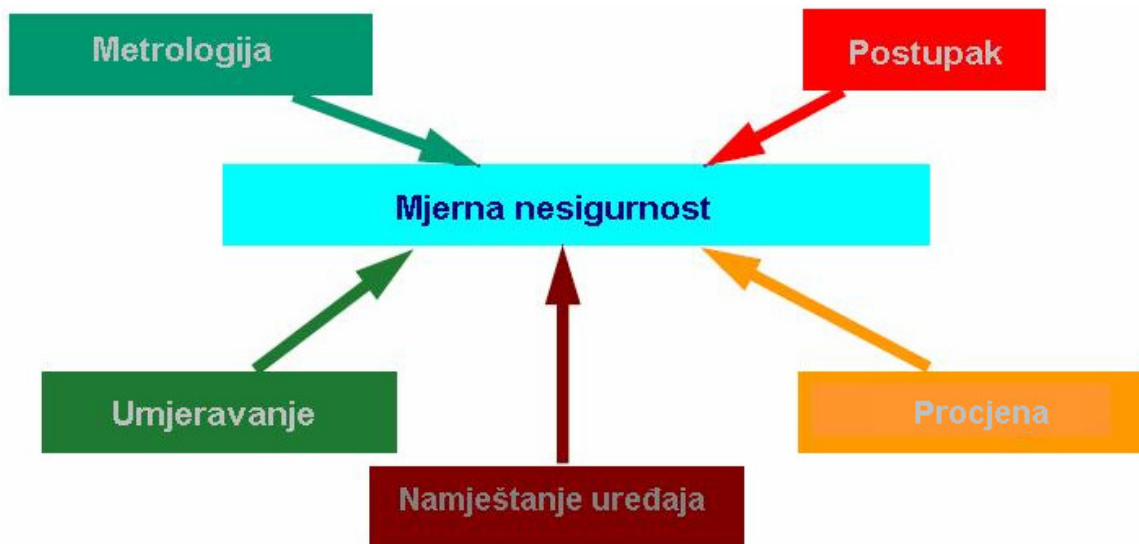 Metrologija
Postupak
Mjerna nesigurnost
Umjeravanje
Procjena
Namještanje uređaja